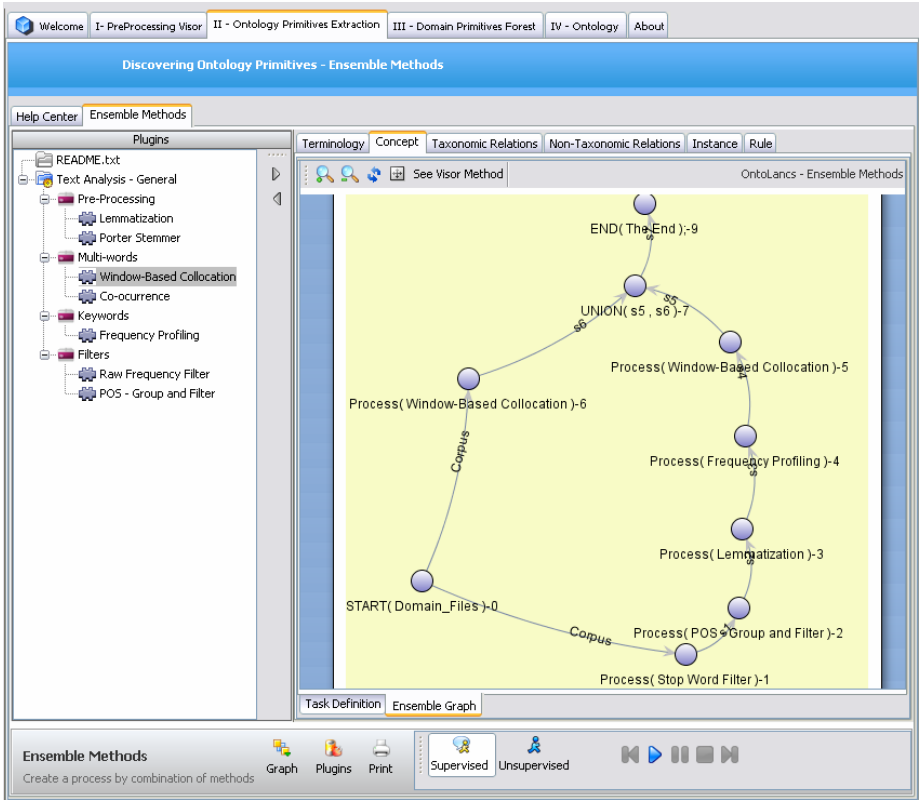 Welcome
I- PreProcessing Visor
II - Ontology Primitives Extraction
III - Domain Primitives Forest
IV - Ontology
About
Discovering Ontology Primitives - Ensemble Methods
Help Center
Ensemble Methods
Plugins
README.txt
Text Analysis - General
Pre-Processing
Lemmatization
Porter Stemmer
Multi-words
Window-Based Collocation
Co-ocurrence
Keywords
Frequency Profiling
Filters
Raw Frequency Filter
POS - Group and Filter
Terminology
Concept
Taxonomic Relations
Non-Taxonomic Relations
Instance
Rule
See Visor Method
OntoLancs - Ensemble Methods
END( The End );-9
s5
UNION( s5 , s6 )-7
s6
Process( Window-Based Collocation )-5
s4
Process( Window-Based Collocation )-6
Corpus
Process( Frequency Profiling )-4
s3
Process( Lemmatization )-3
s2
START( Domain_Files )-0
Corpus
Process( POS - Group and Filter )-2
Process( Stop Word Filter )-1
Task Definition
Ensemble Graph
Ensemble Methods
Create a process by combination of methods
Graph
Plugins
Print
Supervised
Unsupervised